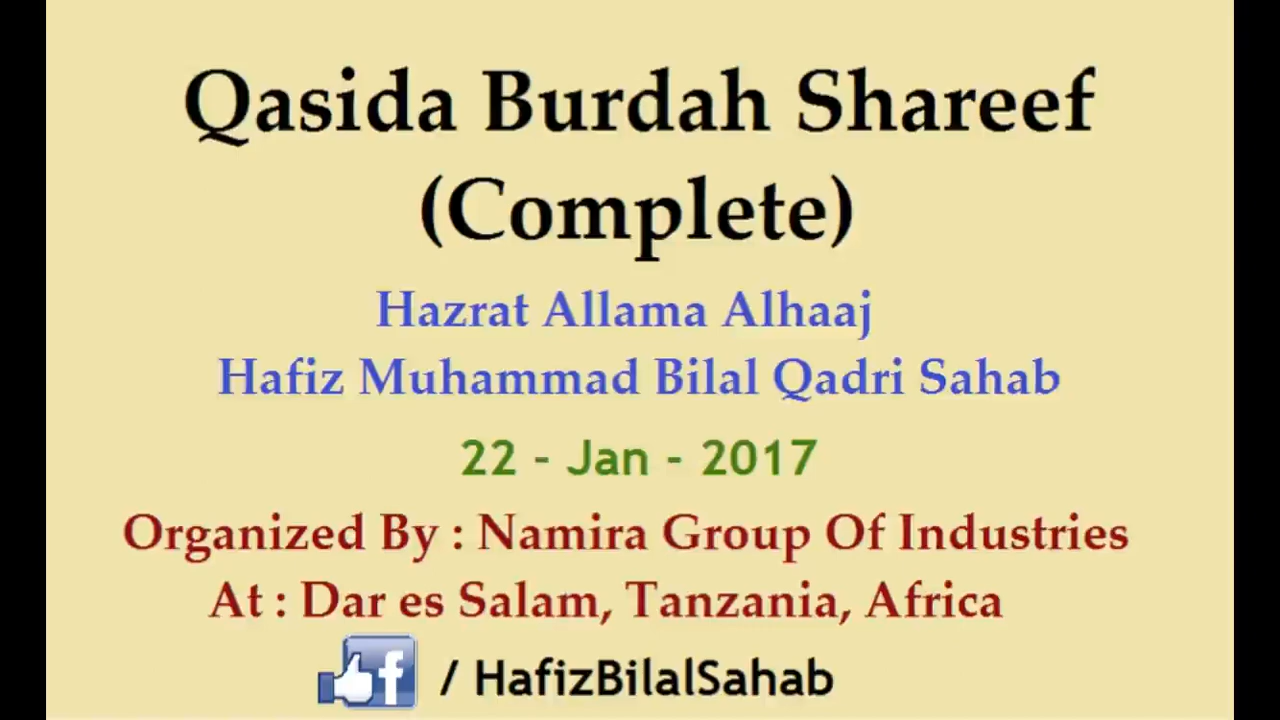 Qasida Burdah Shareef
(Complete)
Hazrat Allama Alhaaj
Hafiz Muhammad Bilal Qadri Sahab
22 - Jan - 2017
Organized By : Namira Group Of Industries
At : Dar es Salam, Tanzania, Africa
f / HafizBilalSahab